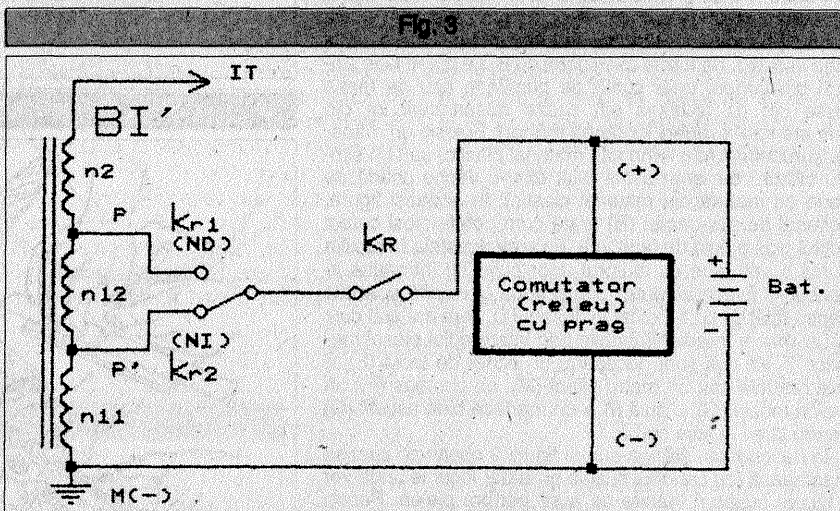 Fig. 3
IT
BI'
n2
P
Kr1
(ND)
KR
(+)
n12
Comutator
(releu)
cu prag
+
Bat.
-
(NI)
P'
Kr2
n11
(-)
M(-)